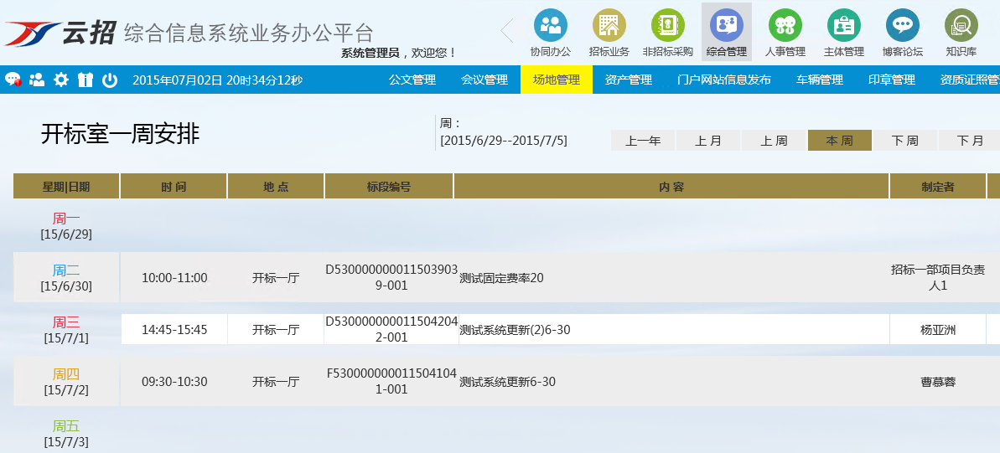 云招 综合信息系统业务办公平台
系统管理员，欢迎您！
协同办公 招标业务 非招标采购 综合管理 人事管理 主体管理 博客论坛 知识库
2015年07月02日 20时34分12秒 公文管理 会议管理 场地管理 资产管理 门户网站信息发布 车辆管理 印章管理 资质证照管
开标室一周安排
周：
[2015/6/29--2015/7/5]
上一年 上 月 上 周 本 周 下 周 下 月
星期|日期 时 间 地 点 标段编号 内 容 制定者
周一
[15/6/29]
周二
[15/6/30]
10:00-11:00
开标一厅
D530000000011503903
9-001
测试固定费率20
招标一部项目负责
人1
周三
[15/7/1]
14:45-15:45
开标一厅
D530000000011504204
2-001
测试系统更新(2)6-30
杨亚洲
周四
[15/7/2]
09:30-10:30
开标一厅
F530000000011504104
1-001
测试系统更新6-30
曹慕蓉
周五
[15/7/3]